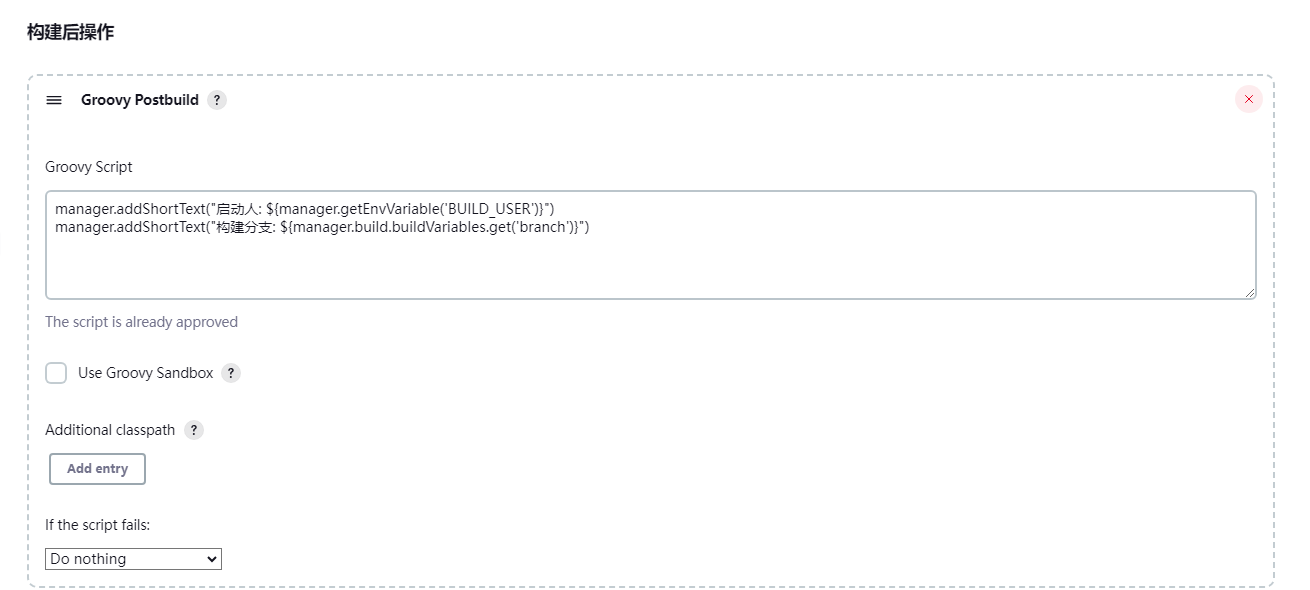 构建后操作
Groovy Postbuild ?
Groovy Script
manager.addShortText("启动人: ${manager.getEnvVariable('BUILD_USER')}")
manager.addShortText("构建分支: ${manager.build.buildVariables.get('branch')}")
The script is already approved
Use Groovy Sandbox ?
Additional classpath ?
Add entry
If the script fails:
Do nothing